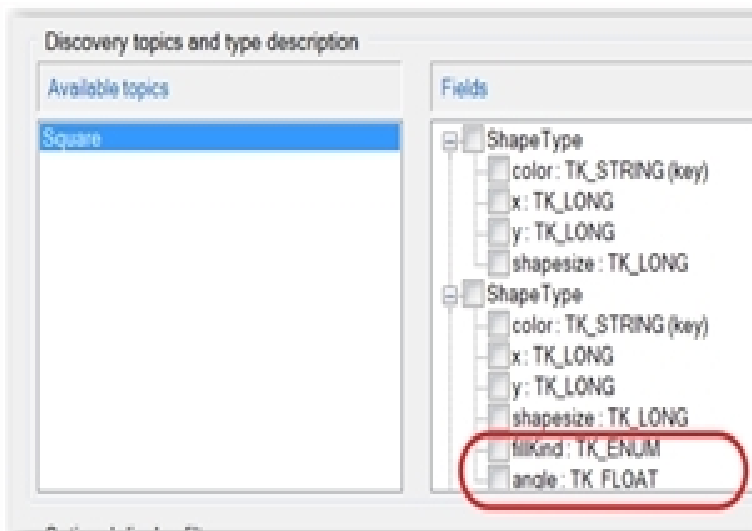 Discovery topics and type description
Available topics
Fields
Square
ShapeType
color : TK_STRING (key)
x : TK_LONG
y : TK_LONG
shapesize : TK_LONG
ShapeType
color : TK_STRING (key)
x : TK_LONG
y : TK_LONG
shapesize : TK_LONG
fillKind : TK_ENUM
angle : TK_FLOAT